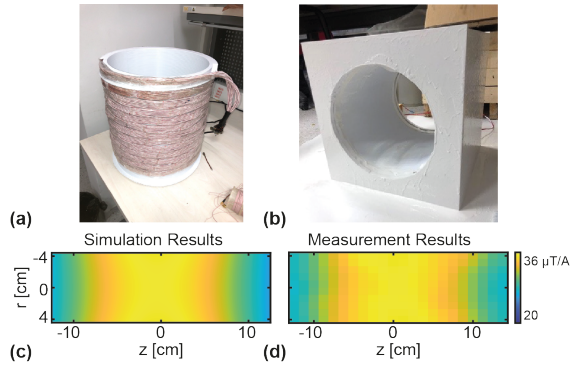 (a)
(b)
Simulation Results
Measurement Results
-4
0
4
r [cm]
-10
0
10
z [cm]
-10
0
10
z [cm]
36 µT/A
20
(c)
(d)